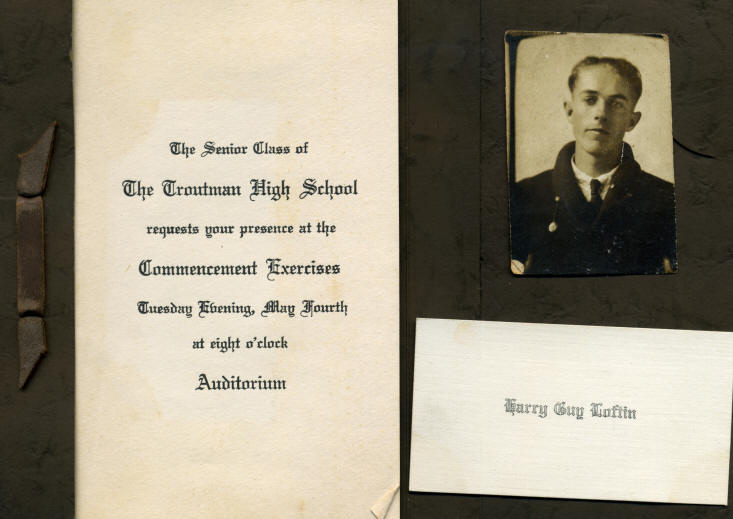 The Senior Class of
The Troutman High School
requests your presence at the
Commencement Exercises
Tuesday Evening, May Fourth
at eight o'clock
Auditorium
Harry Guy Loftin